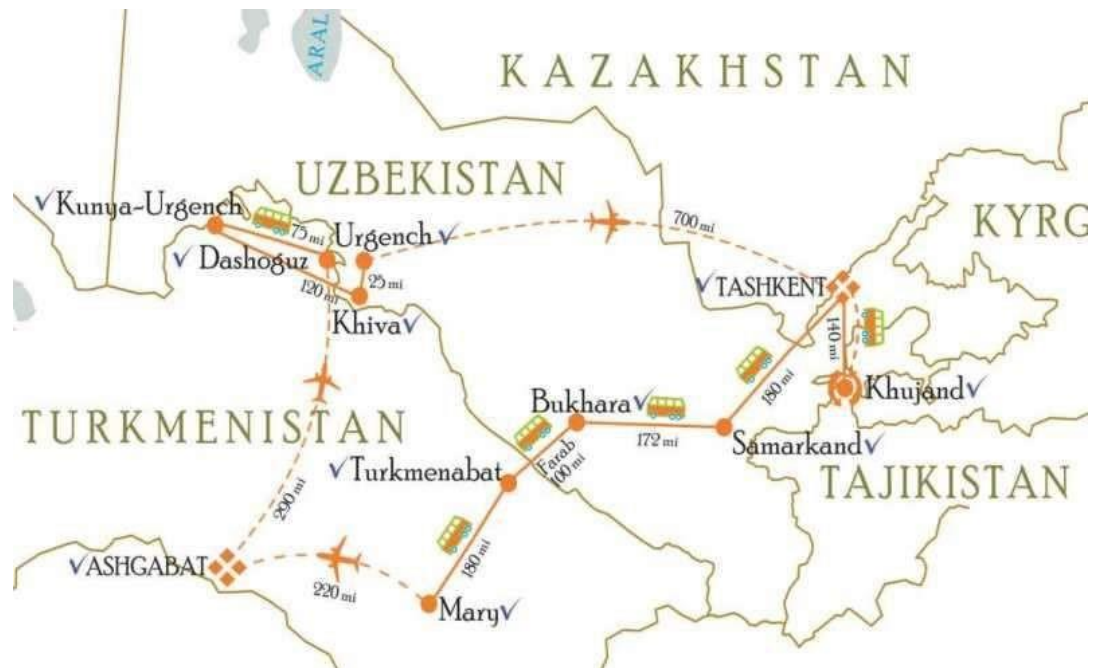 ARAL
KAZAKHSTAN
UZBEKISTAN
KYRG
Kunya-Urgench
75 mi
Urgench
700 mi
Dashoguz
25 mi
120 mi
TASHKENT
Khiva
140 mi
180 mi
Khujand
Bukhara
TURKMENISTAN
172 mi
Samarkand
Farab
100 mi
Turkmenabat
TAJIKISTAN
290 mi
180 mi
ASHGABAT
220 mi
Mary